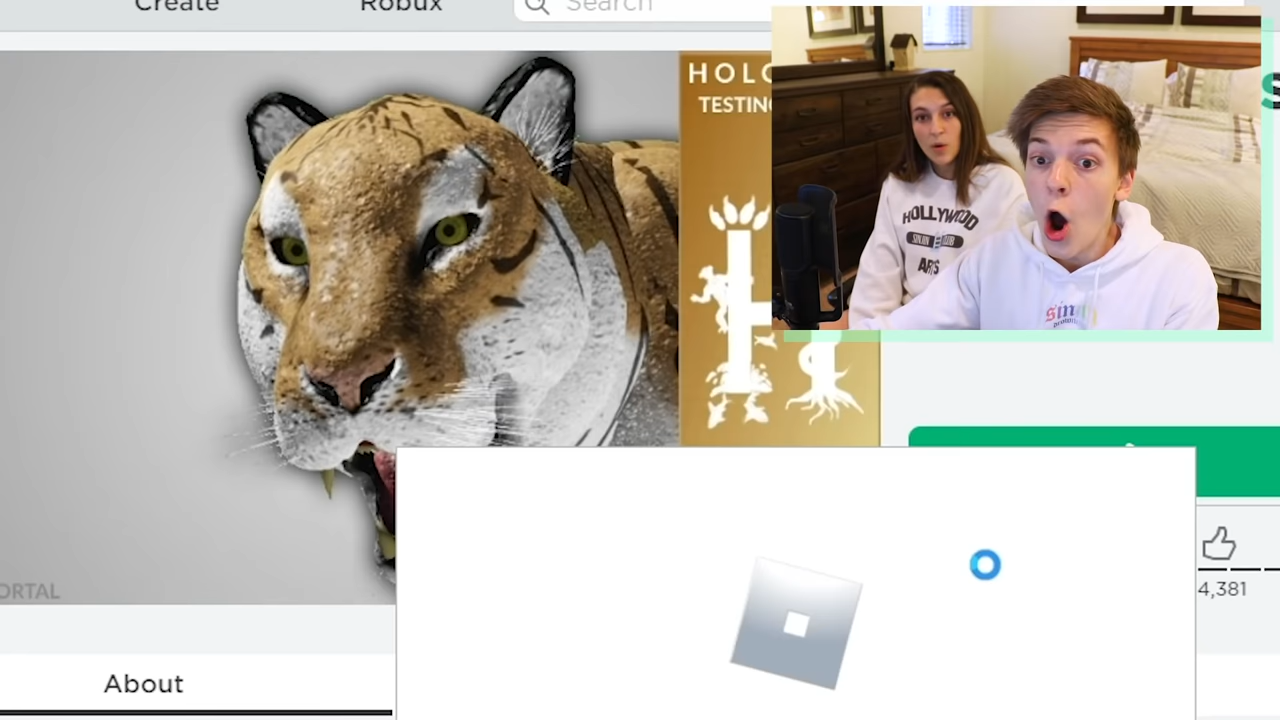 Create
Robux
Search
HOLO
TESTING
HOLLYWOOD
ARTS
ORTAL
4,381
About